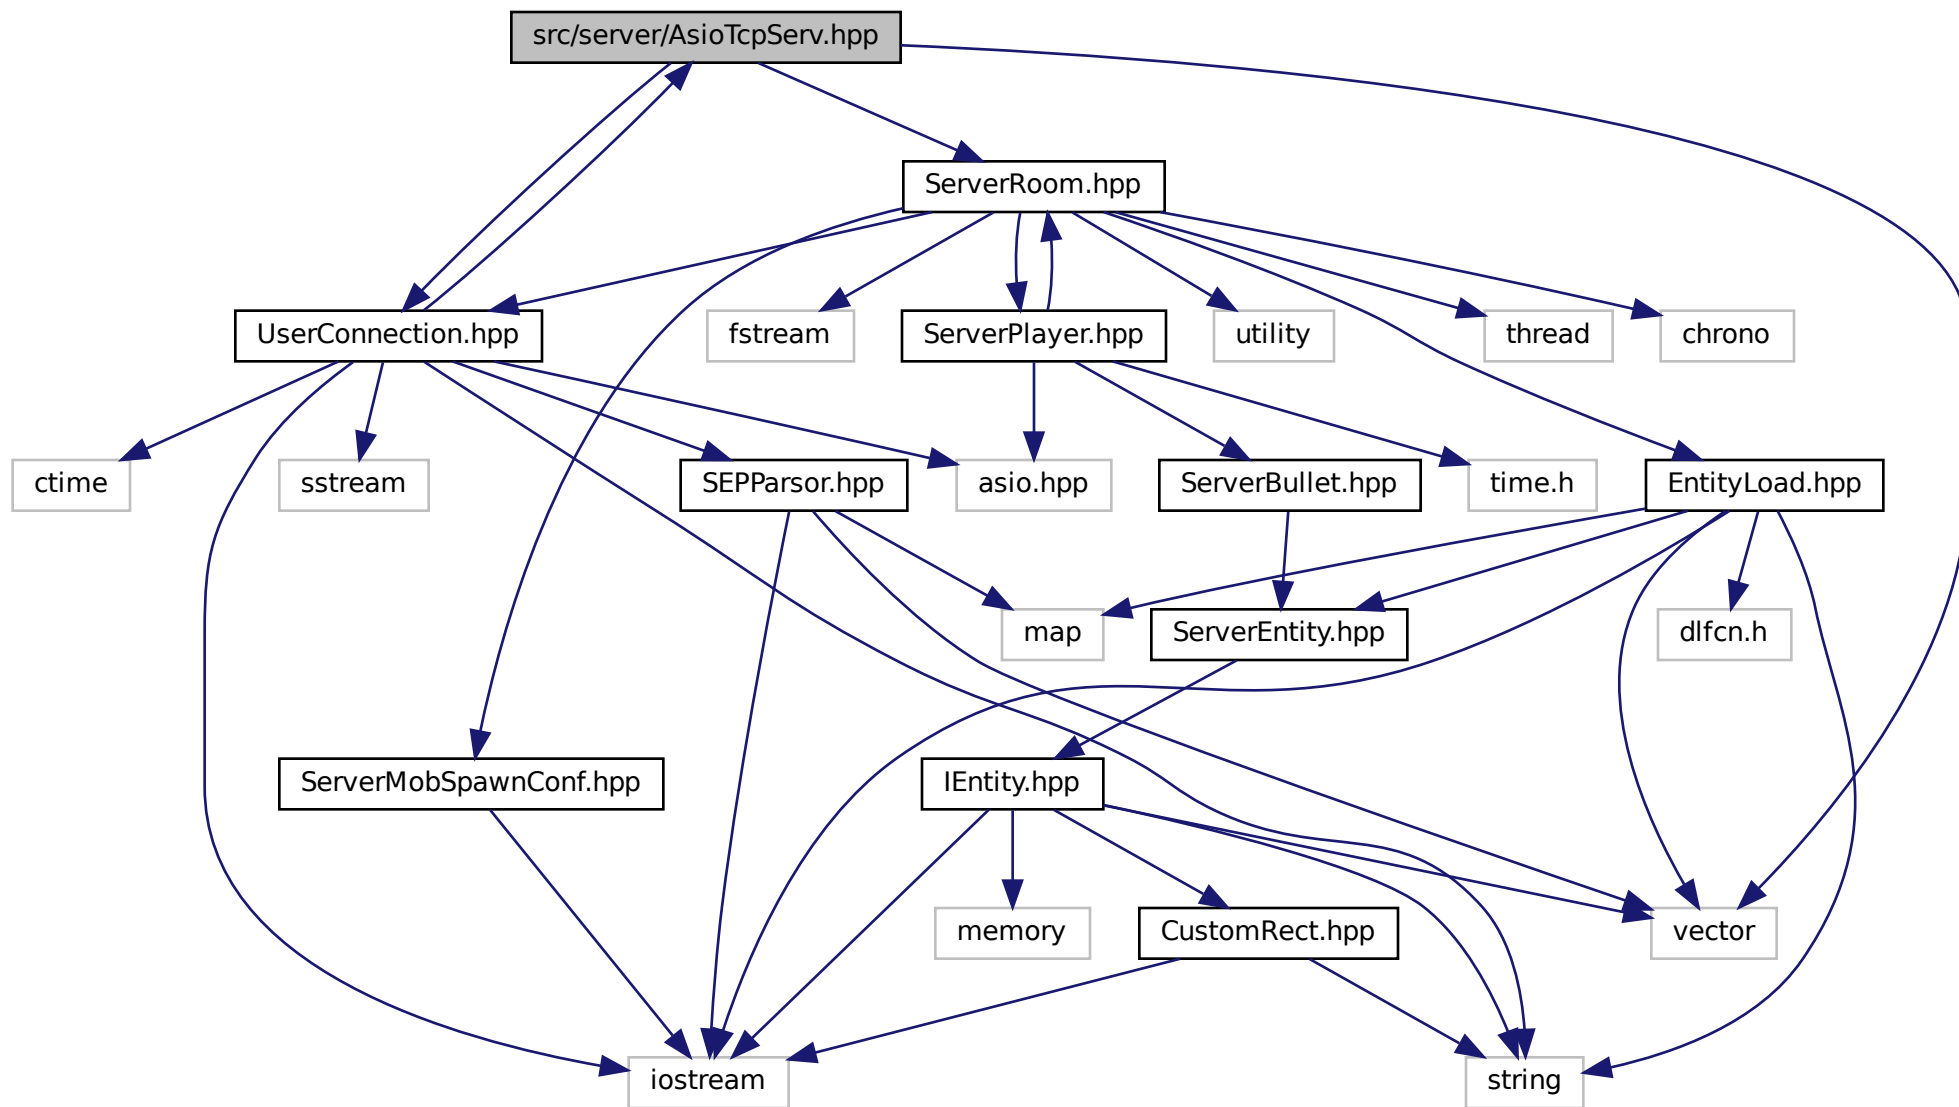 src/server/AsioTcpServ.hpp
ServerRoom.hpp
UserConnection.hpp
fstream
ServerPlayer.hpp
utility
thread
chrono
ctime
sstream
SEPParsor.hpp
asio.hpp
ServerBullet.hpp
time.h
EntityLoad.hpp
map
ServerEntity.hpp
dlfcn.h
ServerMobSpawnConf.hpp
IEntity.hpp
memory
CustomRect.hpp
vector
iostream
string